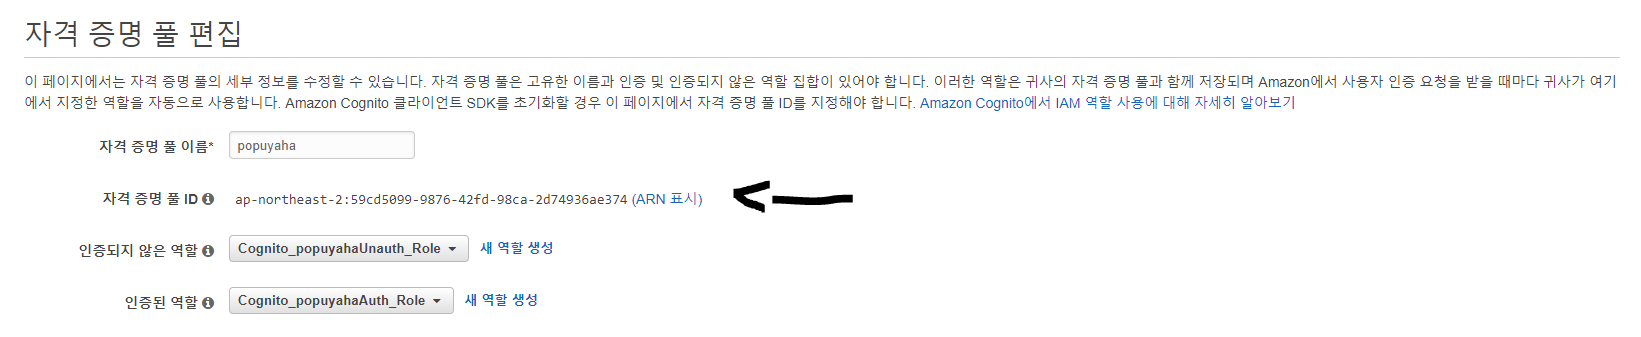 자격 증명 풀 편집
이 페이지에서는 자격 증명 풀의 세부 정보를 수정할 수 있습니다. 자격 증명 풀은 고유한 이름과 인증 및 인증되지 않은 역할 집합이 있어야 합니다. 이러한 역할은 귀사의 자격 증명 풀과 함께 저장되며 Amazon에서 사용자 인증 요청을 받을 때마다 귀사가 여기
에서 지정한 역할을 자동으로 사용합니다. Amazon Cognito 클라이언트 SDK를 초기화할 경우 이 페이지에서 자격 증명 풀 ID를 지정해야 합니다. Amazon Cognito에서 IAM 역할 사용에 대해 자세히 알아보기
자격 증명 풀 이름* popuyaha
자격 증명 풀 ID ap-northeast-2:59cd5099-9876-42fd-98ca-2d74936ae374 (ARN 표시)
인증되지 않은 역할 Cognito_popuyahaUnauth_Role 새 역할 생성
인증된 역할 Cognito_popuyahaAuth_Role 새 역할 생성